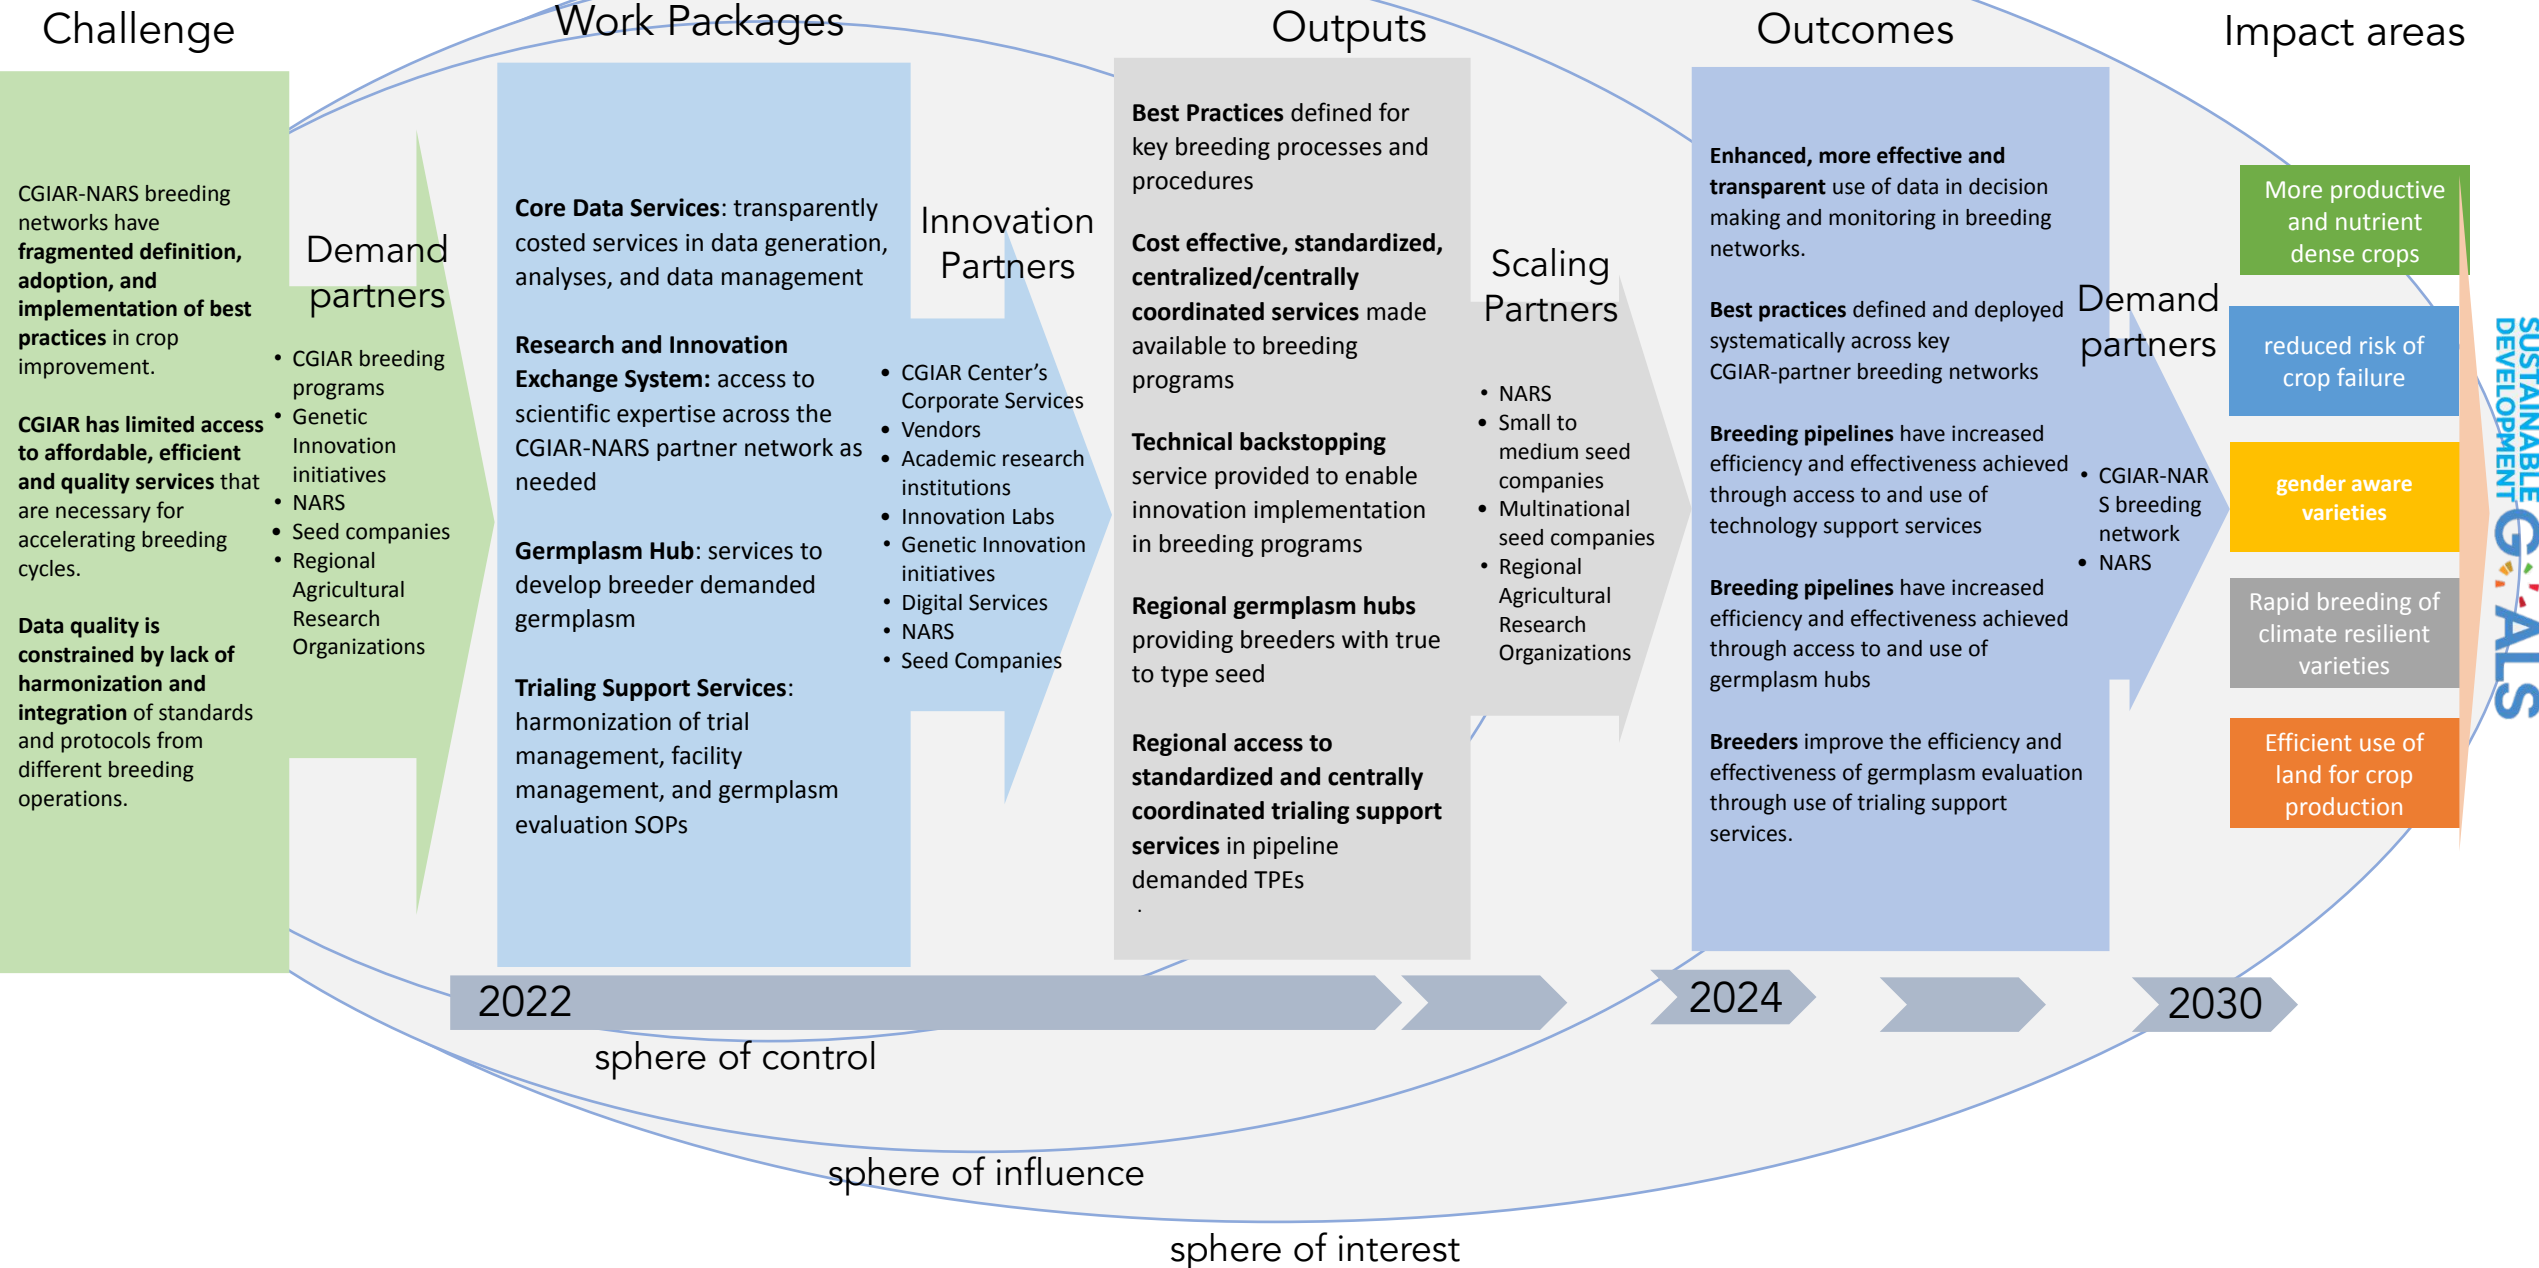 Challenge
CGIAR-NARS breeding
networks have
fragmented definition,
adoption, and
implementation of best
practices in crop
improvement.
CGIAR has limited access
to affordable, efficient
and quality services that
are necessary for
accelerating breeding
cycles.
Data quality is
constrained by lack of
harmonization and
integration of standards
and protocols from
different breeding
operations.
Demand
partners
• CGIAR breeding
programs
• Genetic
Innovation
initiatives
• NARS
• Seed companies
• Regional
Agricultural
Research
Organizations
Work Packages
Core Data Services: transparently
costed services in data generation,
analyses, and data management
Research and Innovation
Exchange System: access to
scientific expertise across the
CGIAR-NARS partner network as
needed
Germplasm Hub: services to
develop breeder demanded
germplasm
Trialing Support Services:
harmonization of trial
management, facility
management, and germplasm
evaluation SOPs
Innovation
Partners
• CGIAR Center’s
Corporate Services
• Vendors
• Academic research
institutions
• Innovation Labs
• Genetic Innovation
initiatives
• Digital Services
• NARS
• Seed Companies
Outputs
Best Practices defined for
key breeding processes and
procedures
Cost effective, standardized,
centralized/centrally
coordinated services made
available to breeding
programs
Technical backstopping
service provided to enable
innovation implementation
in breeding programs
Regional germplasm hubs
providing breeders with true
to type seed
Regional access to
standardized and centrally
coordinated trialing support
services in pipeline
demanded TPEs
.
Scaling
Partners
• NARS
• Small to
medium seed
companies
• Multinational
seed companies
• Regional
Agricultural
Research
Organizations
Outcomes
Enhanced, more effective and
transparent use of data in decision
making and monitoring in breeding
networks.
Best practices defined and deployed
systematically across key
CGIAR-partner breeding networks
Breeding pipelines have increased
efficiency and effectiveness achieved
through access to and use of
technology support services
Breeding pipelines have increased
efficiency and effectiveness achieved
through access to and use of
germplasm hubs
Breeders improve the efficiency and
effectiveness of germplasm evaluation
through use of trialing support
services.
Demand
partners
• CGIAR-NAR
S breeding
network
• NARS
Impact areas
More productive
and nutrient
dense crops
reduced risk of
crop failure
gender aware
varieties
Rapid breeding of
climate resilient
varieties
Efficient use of
land for crop
production
SUSTAINABLE
DEVELOPMENT
GOALS
2022
2024
2030
sphere of control
sphere of influence
sphere of interest